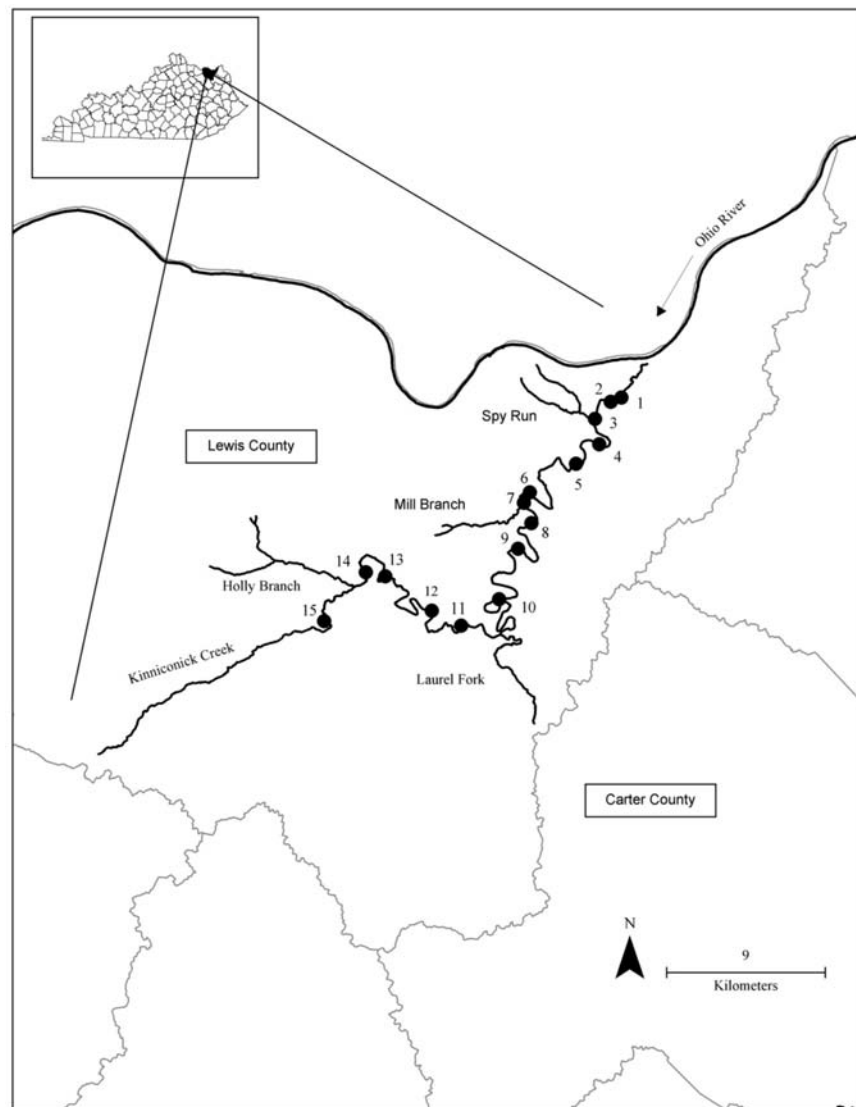 Ohio River
2
1
Spy Run
3
Lewis County
4
5
6
7
Mill Branch
8
9
14
13
Holly Branch
12
11
10
15
Kinniconick Creek
Laurel Fork
Carter County
N
9
Kilometers